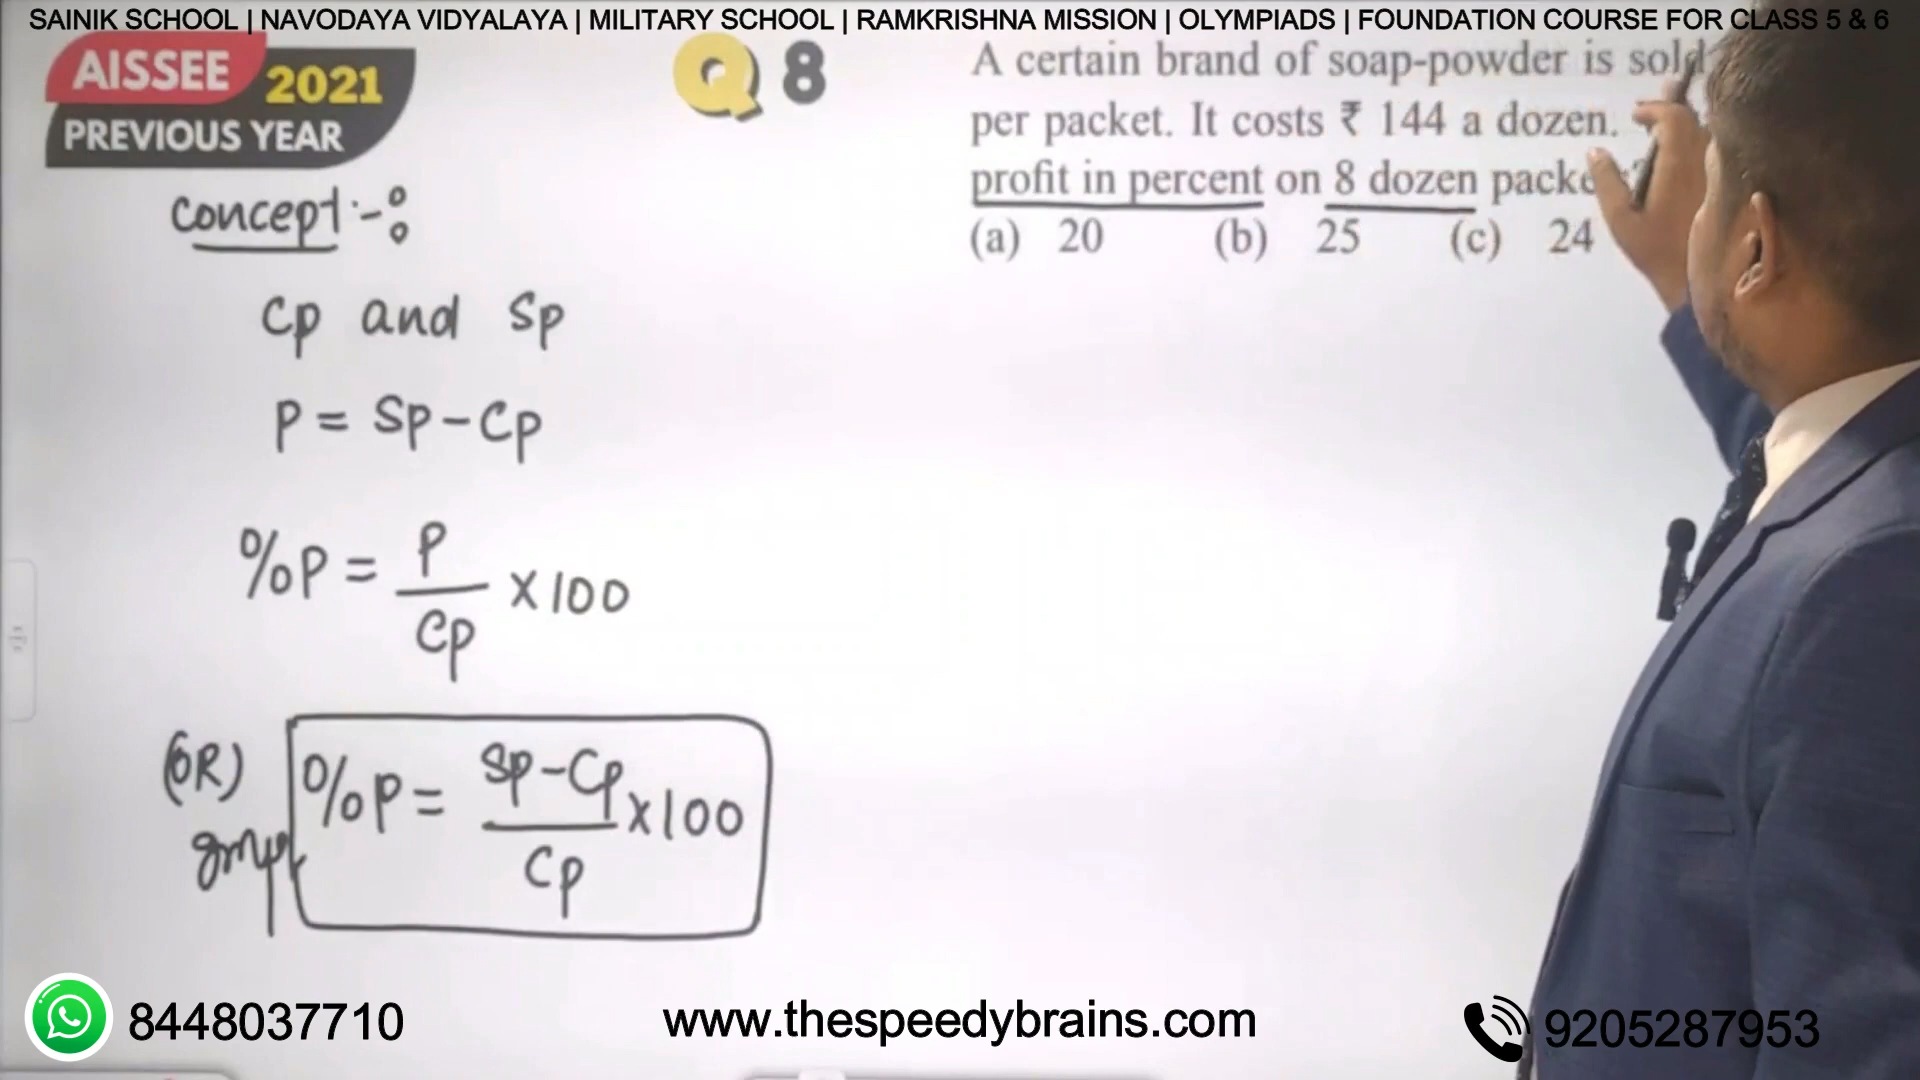 SAINIK SCHOOL | NAVODAYA VIDYALAYA | MILITARY SCHOOL | RAMKRISHNA MISSION | OLYMPIADS | FOUNDATION COURSE FOR CLASS 5 & 6
AISSEE 2021
PREVIOUS YEAR
Q 8
A certain brand of soap-powder is sold
per packet. It costs ₹ 144 a dozen.
profit in percent on 8 dozen
(a) 20 (b) 25 (c) 24
Concept :-
Cp and Sp
P = Sp - Cp
%P = P/Cp × 100
(OR) %P = Sp - Cp/Cp × 100
8448037710
www.thespeedybrains.com
9205287953